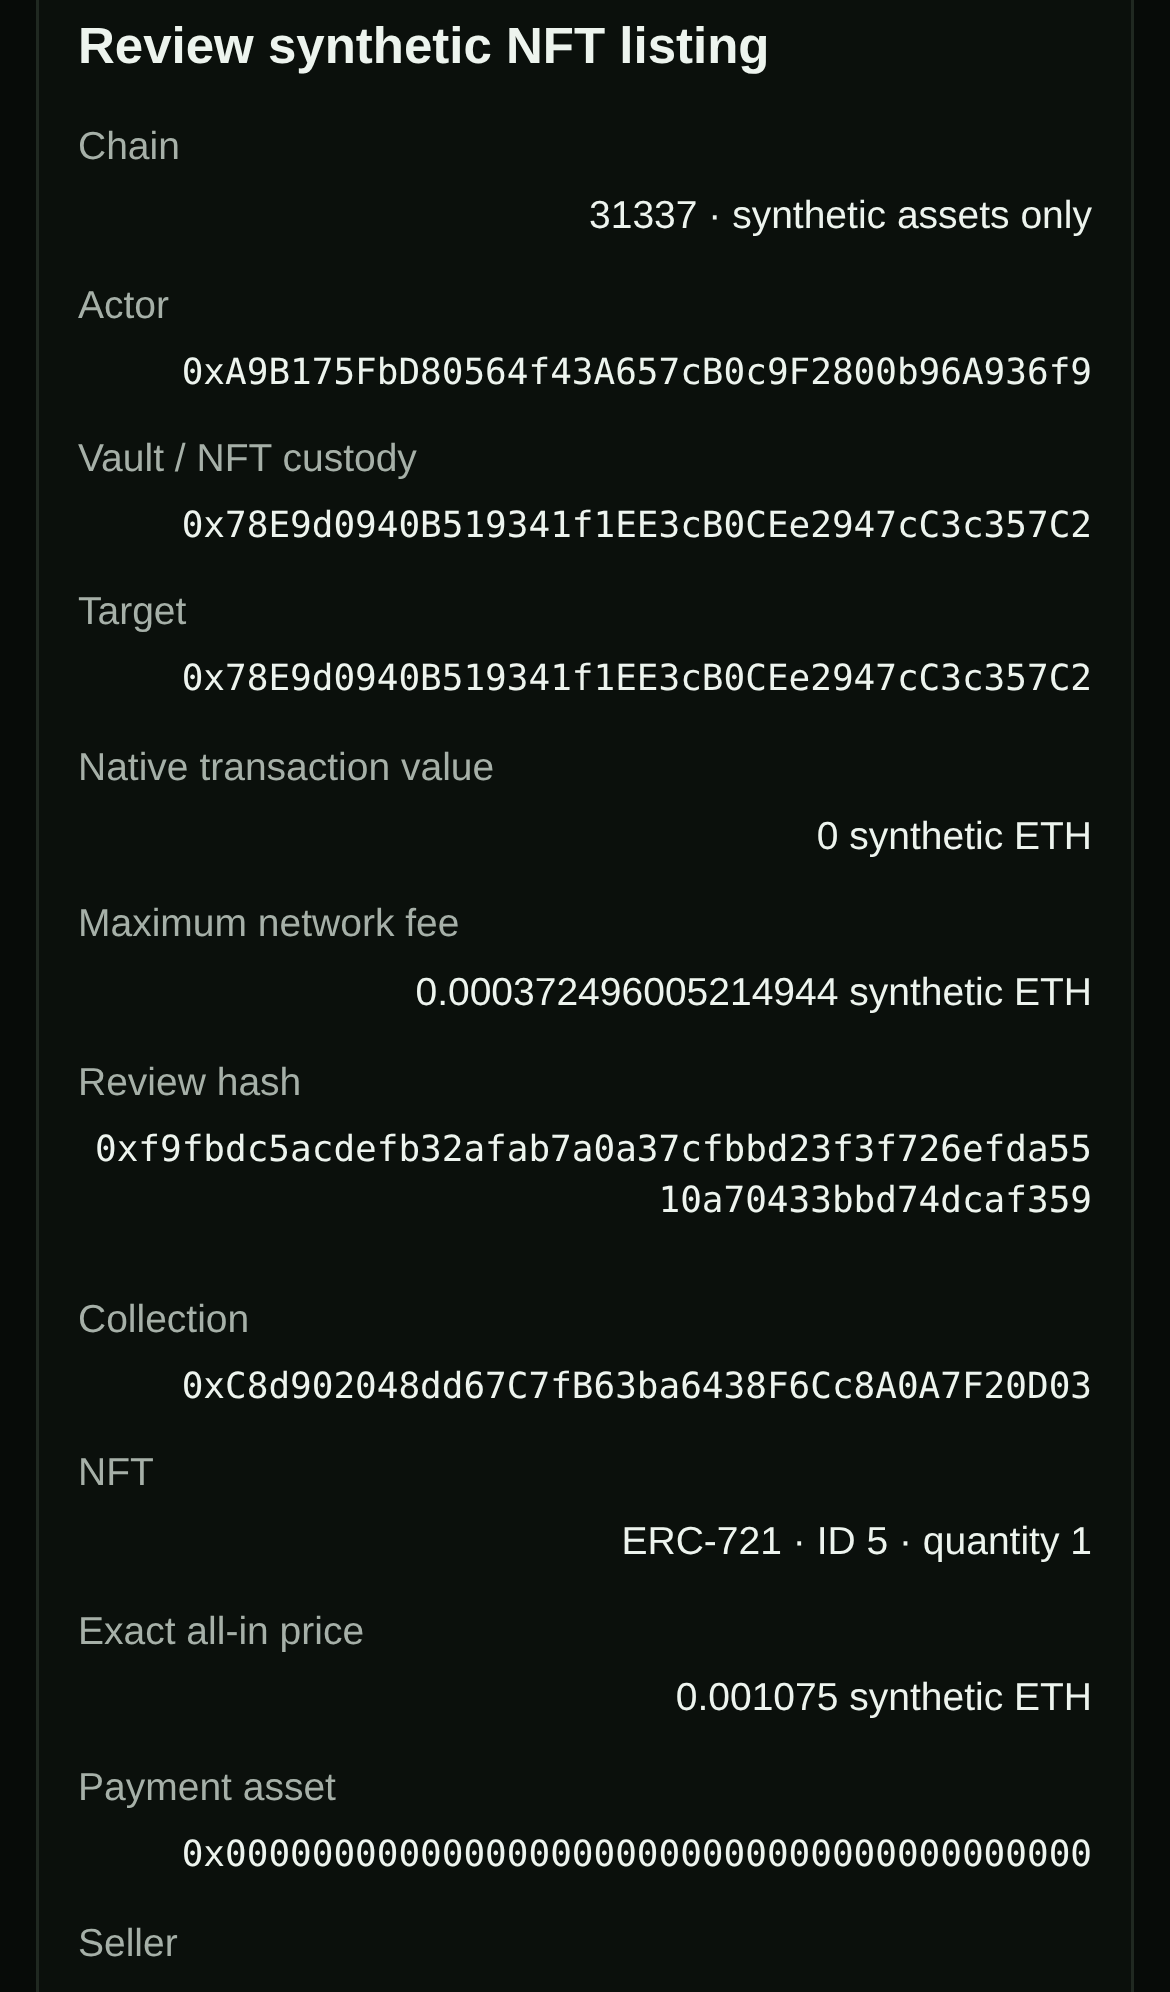 Review synthetic NFT listing
Chain
31337 · synthetic assets only
Actor
0xA9B175FbD80564f43A657cB0c9F2800b96A936f9
Vault / NFT custody
0x78E9d0940B519341f1EE3cB0CEe2947cC3c357C2
Target
0x78E9d0940B519341f1EE3cB0CEe2947cC3c357C2
Native transaction value
0 synthetic ETH
Maximum network fee
0.000372496005214944 synthetic ETH
Review hash
0xf9fbdc5acdefb32afab7a0a37cfbbd23f3f726efda55
10a70433bbd74dcaf359
Collection
0xC8d902048dd67C7fB63ba6438F6Cc8A0A7F20D03
NFT
ERC-721 · ID 5 · quantity 1
Exact all-in price
0.001075 synthetic ETH
Payment asset
0x0000000000000000000000000000000000000000
Seller